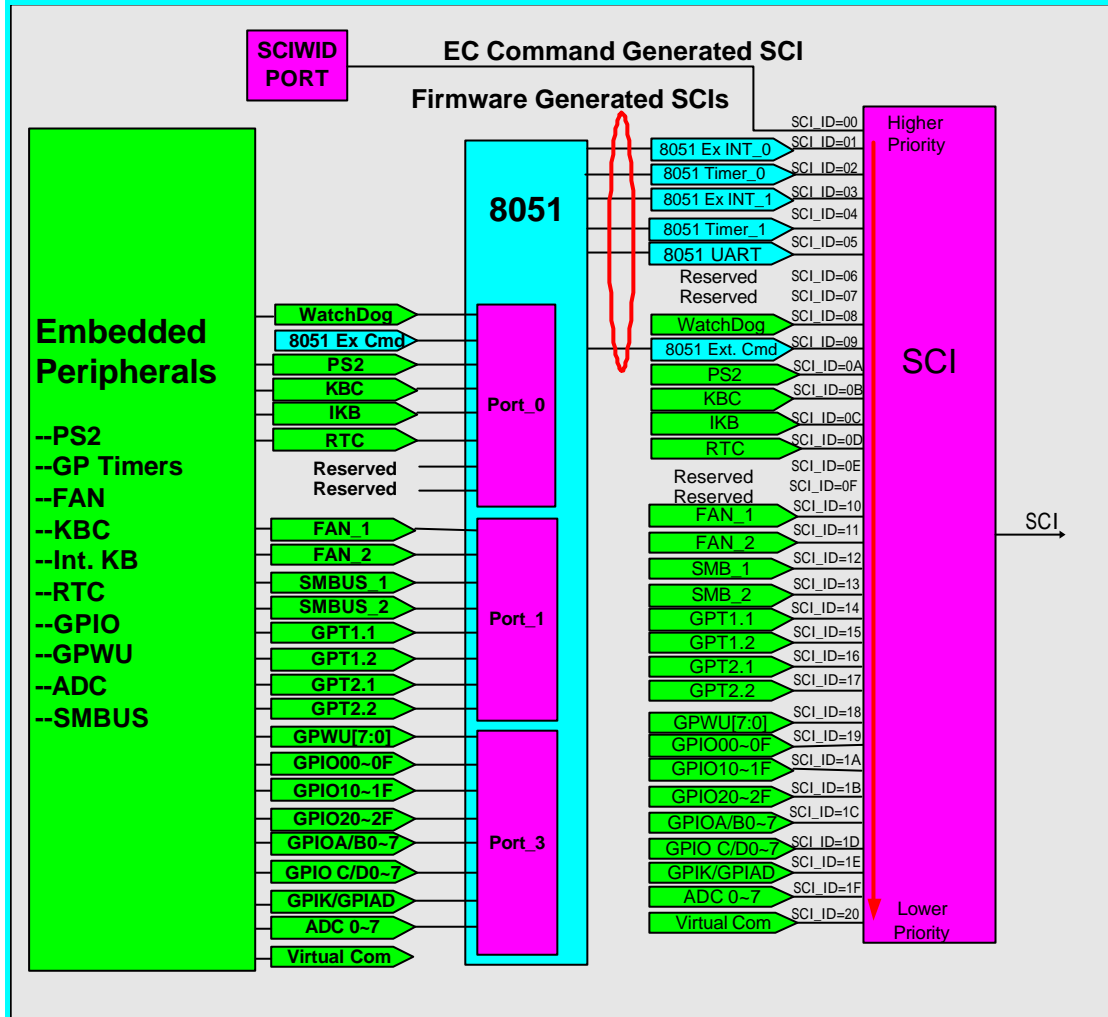 SCIWID
PORT
EC Command Generated SCI
Firmware Generated SCIs
Embedded
Peripherals
--PS2
--GP Timers
--FAN
--KBC
--Int. KB
--RTC
--GPIO
--GPWU
--ADC
--SMBUS
WatchDog
8051 Ex Cmd
PS2
KBC
IKB
RTC
Reserved
Reserved
FAN_1
FAN_2
SMBUS_1
SMBUS_2
GPT1.1
GPT1.2
GPT2.1
GPT2.2
GPWU[7:0]
GPIO00~0F
GPIO10~1F
GPIO20~2F
GPIOA/B0~7
GPIO C/D0~7
GPIK/GPIAD
ADC 0~7
Virtual Com
8051
Port_0
Port_1
Port_3
8051 Ex INT_0
8051 Timer_0
8051 Ex INT_1
8051 Timer_1
8051 UART
Reserved
Reserved
WatchDog
8051 Ext. Cmd
PS2
KBC
IKB
RTC
Reserved
Reserved
FAN_1
FAN_2
SMB_1
SMB_2
GPT1.1
GPT1.2
GPT2.1
GPT2.2
GPWU[7:0]
GPIO00~0F
GPIO10~1F
GPIO20~2F
GPIOA/B0~7
GPIO C/D0~7
GPIK/GPIAD
ADC 0~7
Virtual Com
SCI_ID=00
SCI_ID=01
SCI_ID=02
SCI_ID=03
SCI_ID=04
SCI_ID=05
SCI_ID=06
SCI_ID=07
SCI_ID=08
SCI_ID=09
SCI_ID=0A
SCI_ID=0B
SCI_ID=0C
SCI_ID=0D
SCI_ID=0E
SCI_ID=0F
SCI_ID=10
SCI_ID=11
SCI_ID=12
SCI_ID=13
SCI_ID=14
SCI_ID=15
SCI_ID=16
SCI_ID=17
SCI_ID=18
SCI_ID=19
SCI_ID=1A
SCI_ID=1B
SCI_ID=1C
SCI_ID=1D
SCI_ID=1E
SCI_ID=1F
SCI_ID=20
Higher
Priority
SCI
Lower
Priority
SCI